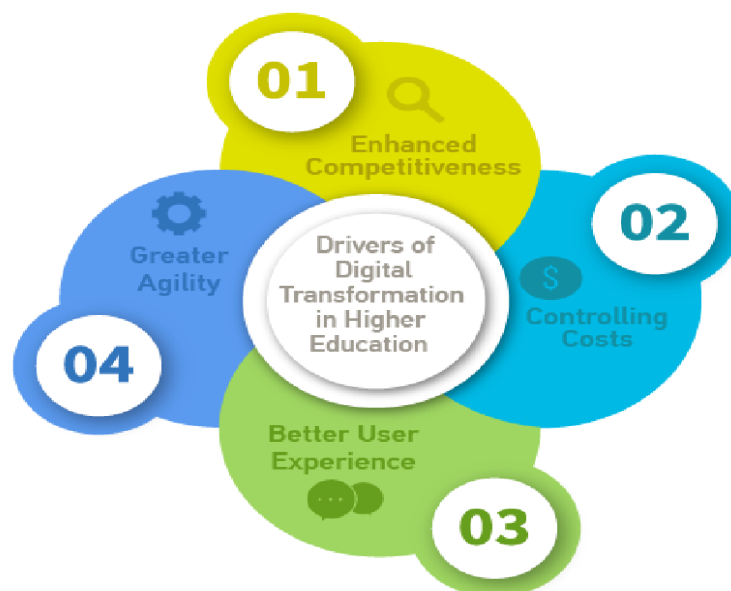 01
Enhanced
Competitiveness
02
$
Controlling
Costs
03
Better User
Experience
04
Greater
Agility
Drivers of
Digital
Transformation
in Higher
Education